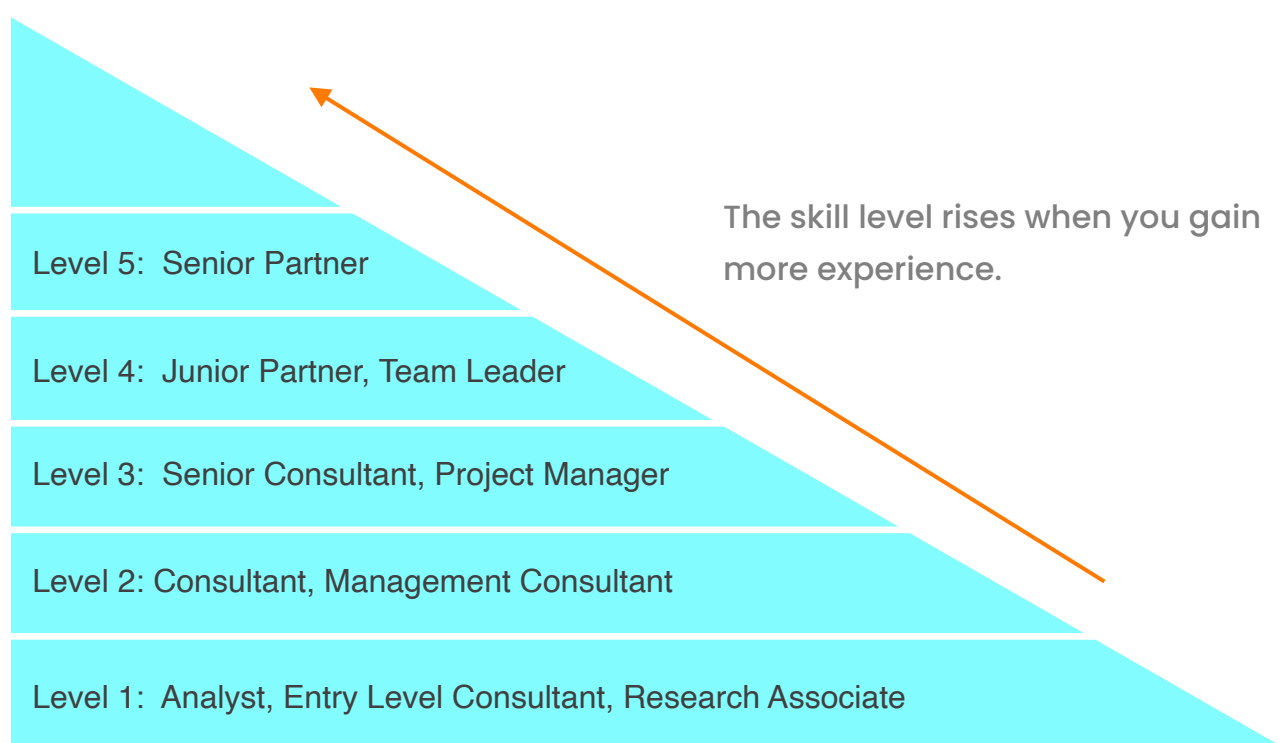 The skill level rises when you gain
more experience.
Level 5:  Senior Partner
Level 4:  Junior Partner, Team Leader
Level 3:  Senior Consultant, Project Manager
Level 2: Consultant, Management Consultant
Level 1:  Analyst, Entry Level Consultant, Research Associate